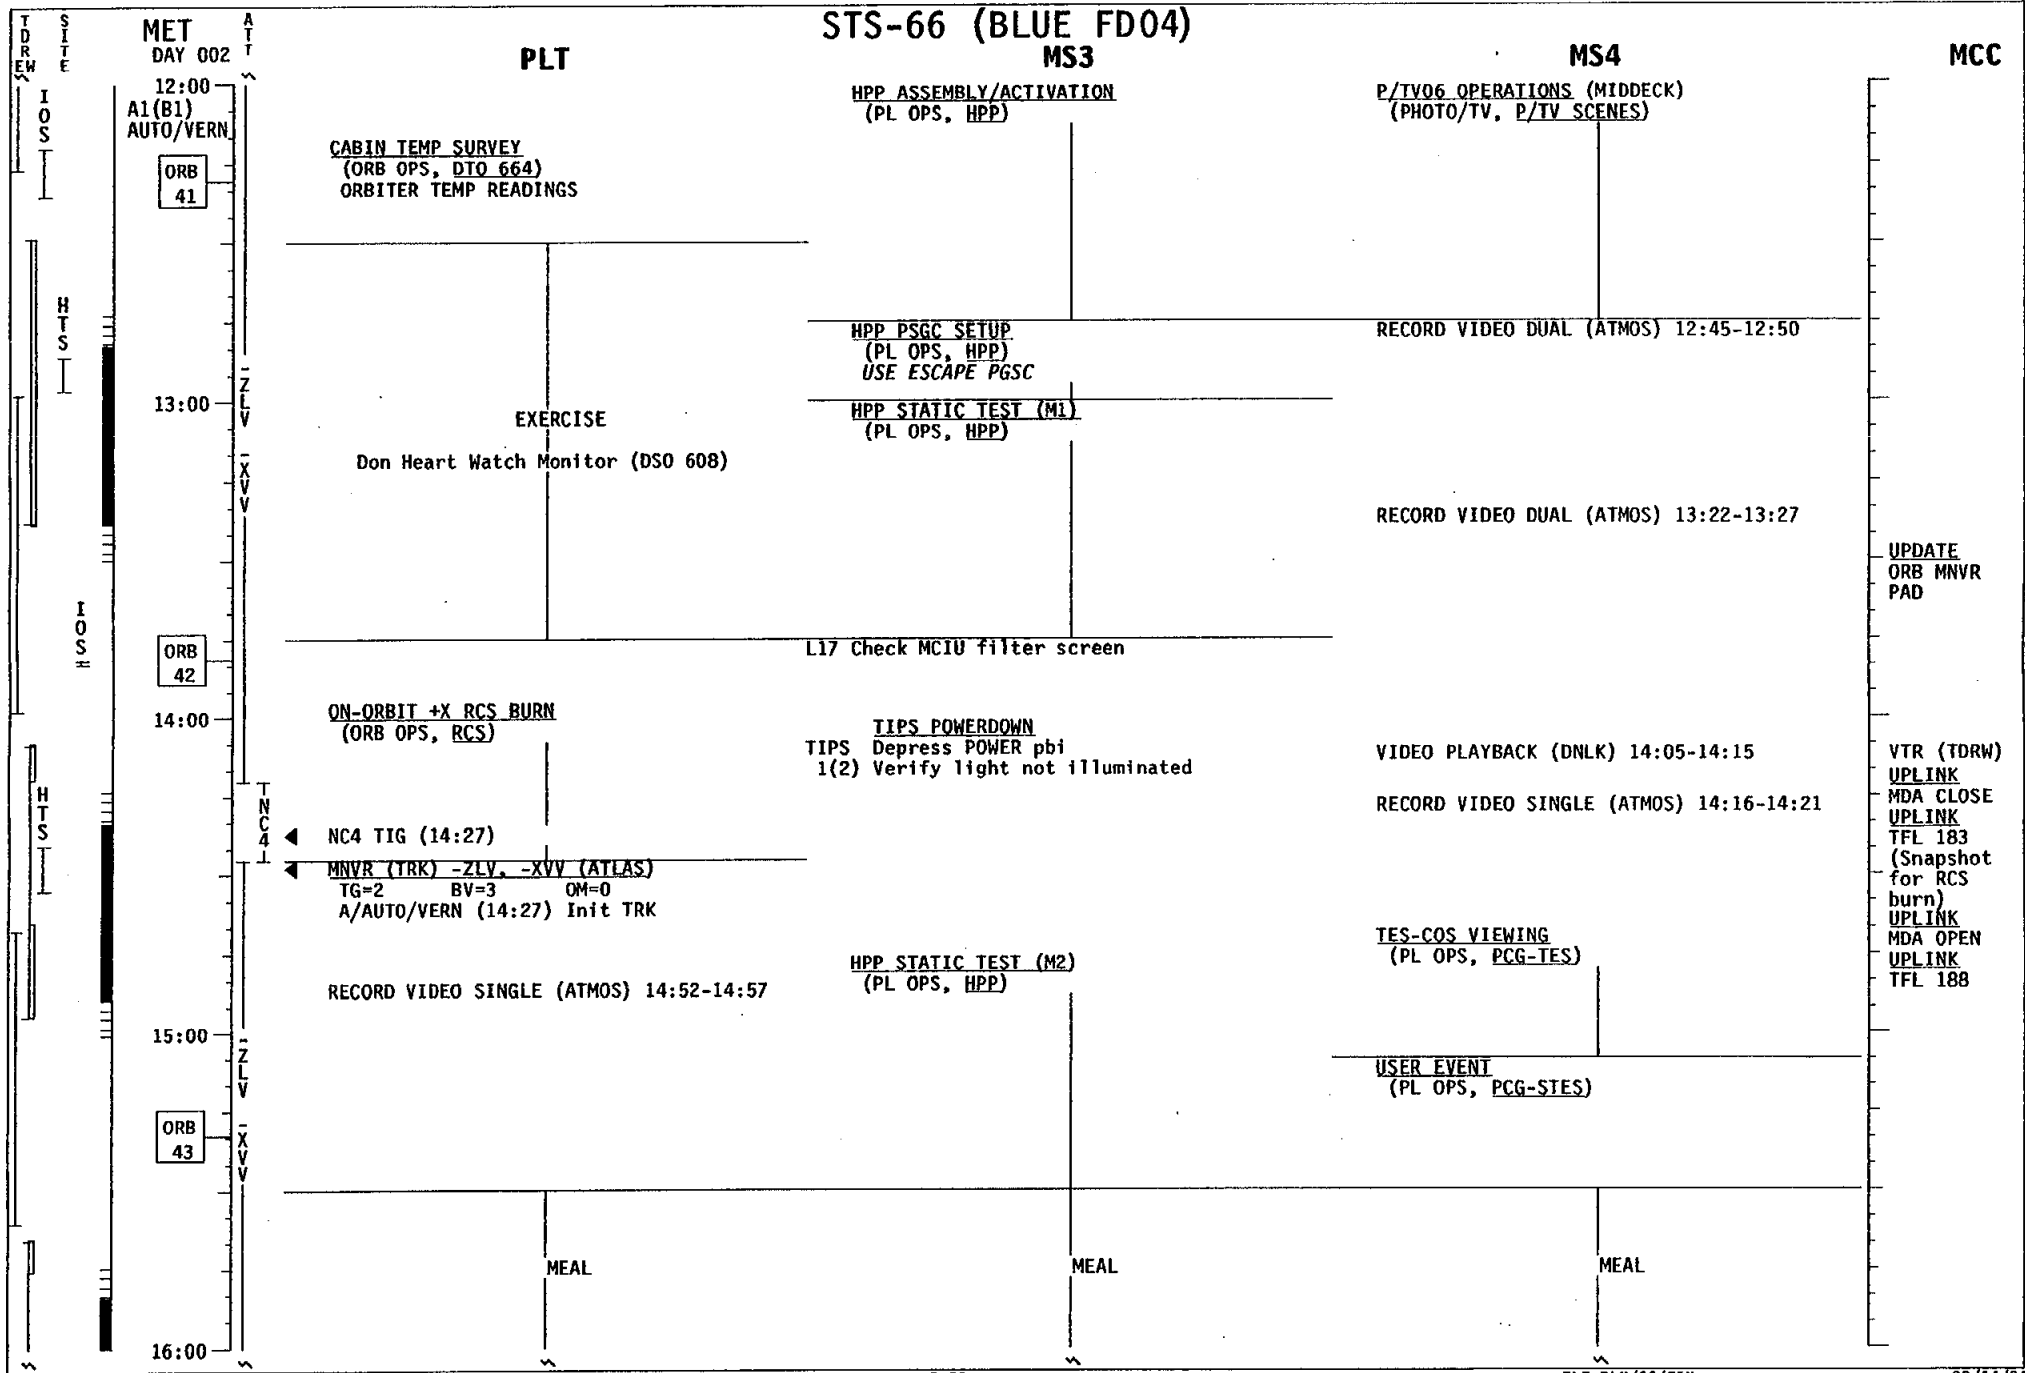 STS-66 (BLUE FD04)
TDRE W
SITE
MET
DAY 002
ATT
PLT
MS3
MS4
MCC
12:00
A1(B1)
AUTO/VERN
IOS
ORB
41
HTS
13:00
-ZLV
-XVV
IOS
ORB
42
14:00
HTS
NC4
15:00
-ZLV
-XVV
ORB
43
16:00
CABIN TEMP SURVEY
(ORB OPS, DTO 664)
ORBITER TEMP READINGS
EXERCISE
Don Heart Watch Monitor (DSO 608)
ON-ORBIT +X RCS BURN
(ORB OPS, RCS)
NC4 TIG (14:27)
MNVR (TRK) -ZLV, -XVV (ATLAS)
TG=2 BV=3 OM=0
A/AUTO/VERN (14:27) Init TRK
RECORD VIDEO SINGLE (ATMOS) 14:52-14:57
MEAL
HPP ASSEMBLY/ACTIVATION
(PL OPS, HPP)
HPP PSGC SETUP
(PL OPS, HPP)
USE ESCAPE PGSC
HPP STATIC TEST (M1)
(PL OPS, HPP)
L17 Check MCIU filter screen
TIPS POWERDOWN
TIPS Depress POWER pbi
1(2) Verify light not illuminated
HPP STATIC TEST (M2)
(PL OPS, HPP)
MEAL
P/TV06 OPERATIONS (MIDDECK)
(PHOTO/TV, P/TV SCENES)
RECORD VIDEO DUAL (ATMOS) 12:45-12:50
RECORD VIDEO DUAL (ATMOS) 13:22-13:27
VIDEO PLAYBACK (DNLK) 14:05-14:15
RECORD VIDEO SINGLE (ATMOS) 14:16-14:21
TES-COS VIEWING
(PL OPS, PCG-TES)
USER EVENT
(PL OPS, PCG-STES)
MEAL
UPDATE
ORB MNVR
PAD
VTR (TDRW)
UPLINK
MDA CLOSE
UPLINK
TFL 183
(Snapshot
for RCS
burn)
UPLINK
MDA OPEN
UPLINK
TFL 188